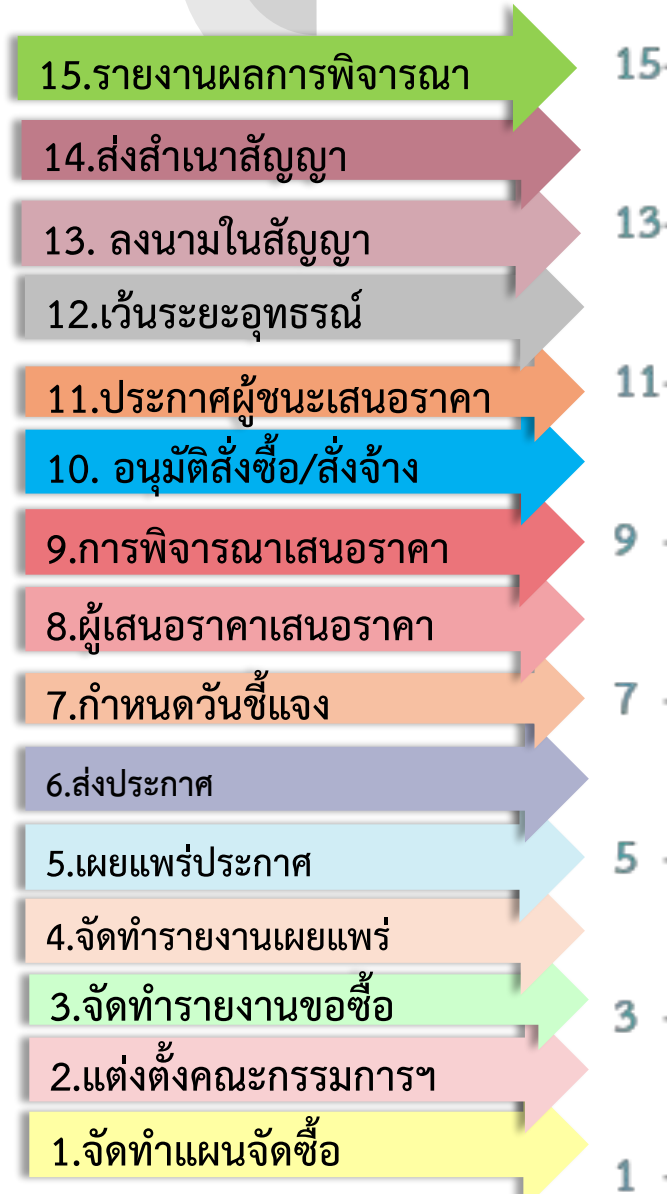 15.รายงานผลการพิจารณา
15
14.ส่งสำเนาสัญญา
13. ลงนามในสัญญา
13
12.เว้นระยะอุทธรณ์
11.ประกาศผู้ชนะเสนอราคา
11
10. อนุมัติสั่งซื้อ/สั่งจ้าง
9.การพิจารณาเสนอราคา
9
8.ผู้เสนอราคาเสนอราคา
7.กำหนดวันชี้แจง
7
6.ส่งประกาศ
5.เผยแพร่ประกาศ
5
4.จัดทำรายงานเผยแพร่
3.จัดทำรายงานขอซื้อ
3
2.แต่งตั้งคณะกรรมการฯ
1.จัดทำแผนจัดซื้อ
1